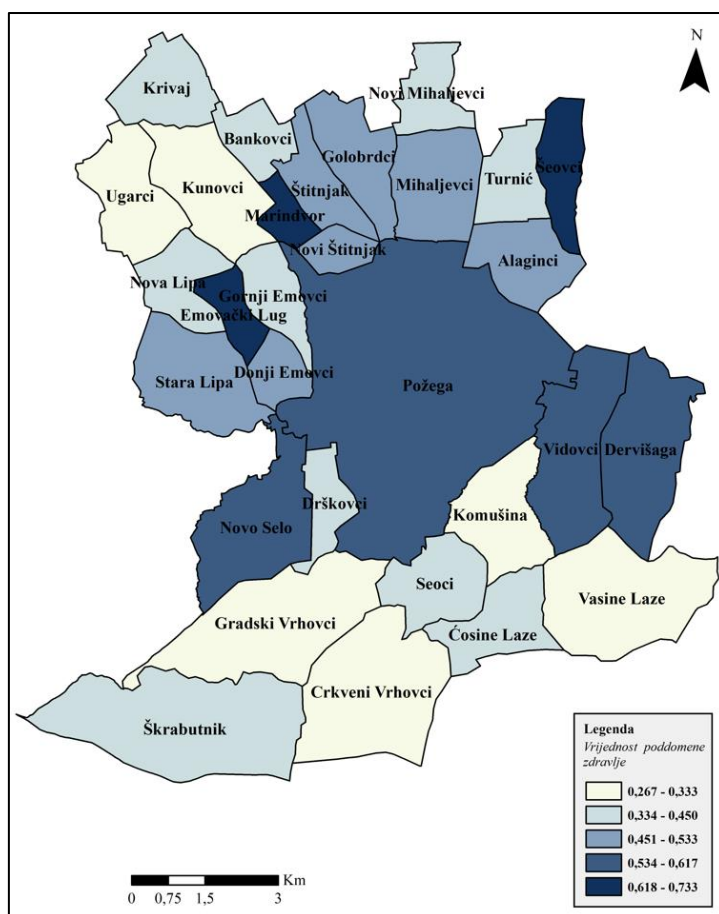 N
Krivaj
Novi Mihaljevci
Bankovci
Golobrdci
Štitnjak
Mihaljevci
Turnić
Šeovci
Kunovci
Ugarci
Marindvor
Novi Štitnjak
Alaginci
Nova Lipa
Gornji Emovci
Emovački Lug
Donji Emovci
Stara Lipa
Požega
Vidovci
Dervišaga
Drškovci
Komušina
Novo Selo
Seoci
Vasine Laze
Gradski Vrhovci
Ćosine Laze
Crkveni Vrhovci
Škrabutnik
Legenda
Vrijednost poddomene
zdravlje
0,267 - 0,333
0,334 - 0,450
0,451 - 0,533
0,534 - 0,617
0,618 - 0,733
Km
0 0,75 1,5 3